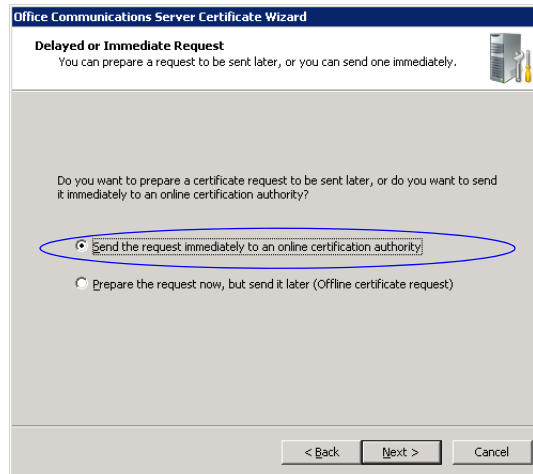 Office Communications Server Certificate Wizard
Delayed or Immediate Request
You can prepare a request to be sent later, or you can send one immediately.
Do you want to prepare a certificate request to be sent later, or do you want to send
it immediately to an online certification authority?
Send the request immediately to an online certification authority
Prepare the request now, but send it later (Offline certificate request)
< Back Next > Cancel